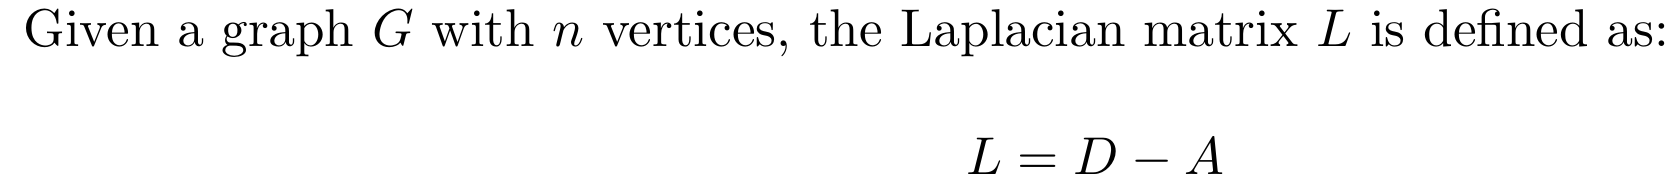 Given a graph G with n vertices, the Laplacian matrix L is defined as:
L = D − A